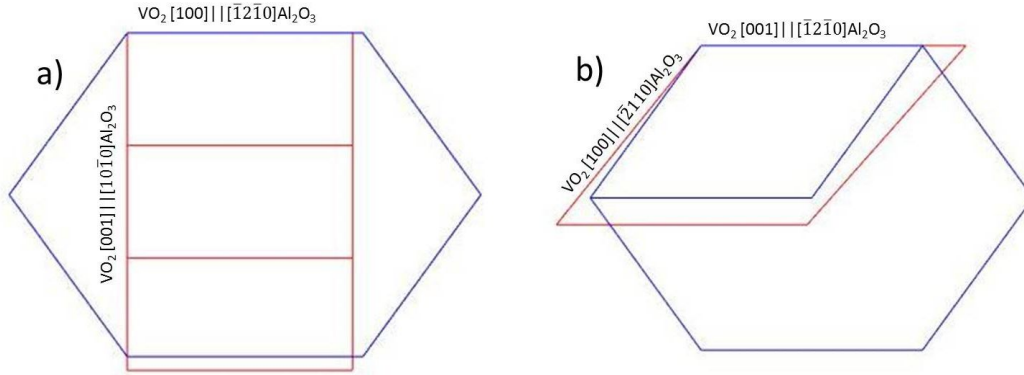 VO₂ [100]||[1̅21̅0]Al₂O₃
a)
VO₂ [001]||[101̅0]Al₂O₃
VO₂ [001]||[1̅21̅0]Al₂O₃
b)
VO₂ [100]||[2̅110]Al₂O₃